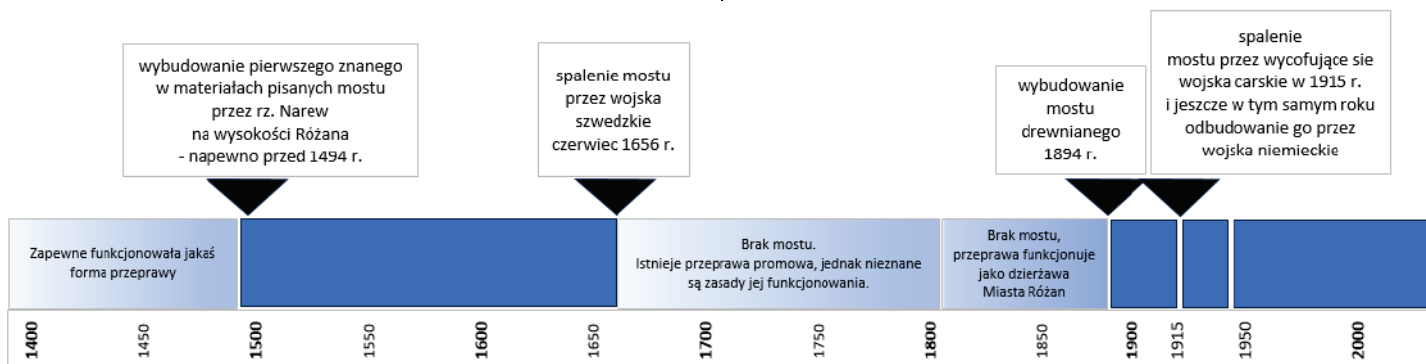 wybudowanie pierwszego znanego
w materiałach pisanych mostu
przez rz. Narew
na wysokości Różana
- napewno przed 1494 r.
spalenie mostu
przez wojska
szwedzkie
czerwiec 1656 r.
wybudowanie
mostu
drewnianego
1894 r.
spalenie
mostu przez wycofujące sie
wojska carskie w 1915 r.
i jeszcze w tym samym roku
odbudowanie go przez
wojska niemieckie
Zapewne funkcjonowała jakaś
forma przeprawy
Brak mostu.
Istnieje przeprawa promowa, jednak nieznane
są zasady jej funkcjonowania.
Brak mostu,
przeprawa funkcjonuje
jako dzierżawa
Miasta Różan
1400
1450
1500
1550
1600
1650
1700
1750
1800
1850
1900
1915
1950
2000